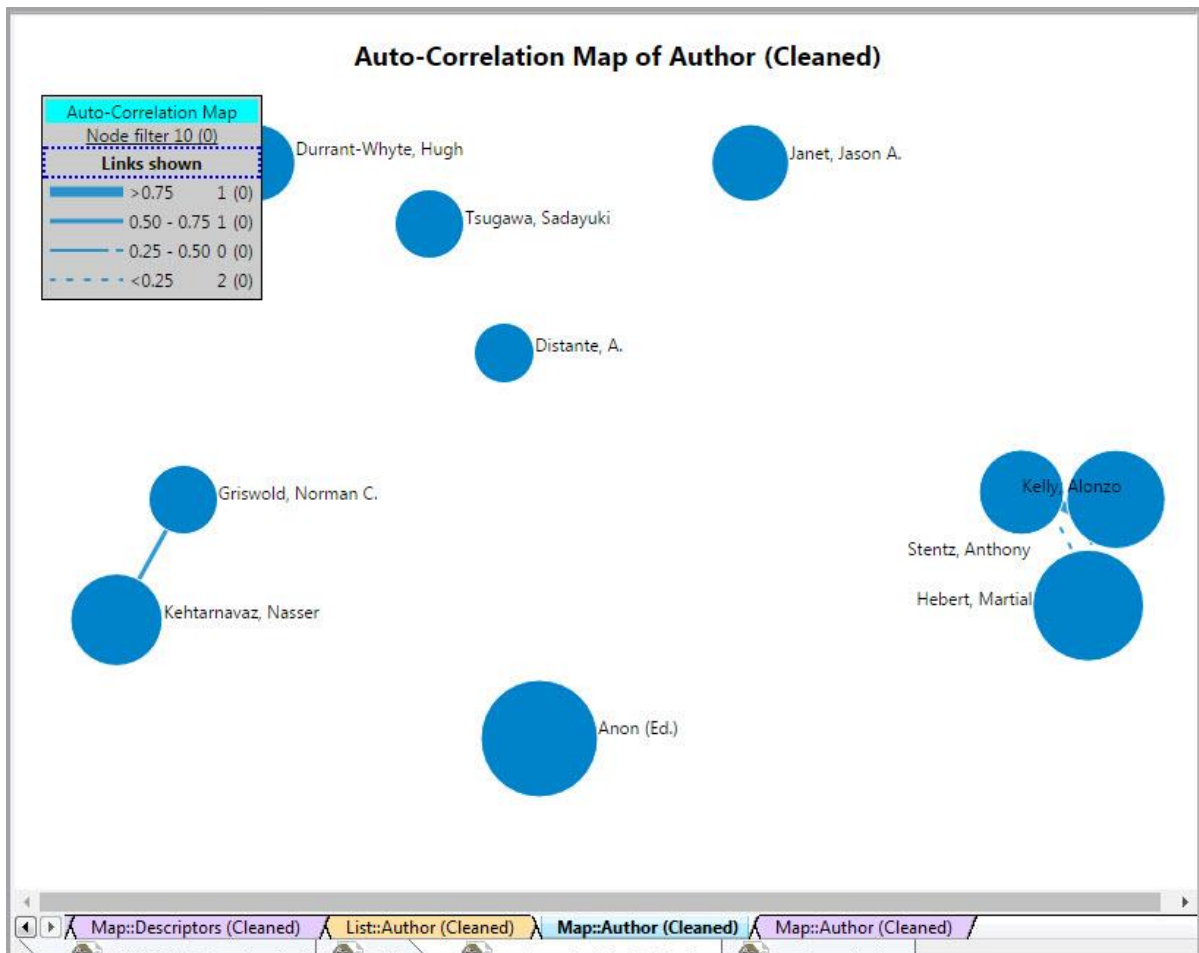 Auto-Correlation Map of Author (Cleaned)
Auto-Correlation Map
Node filter 10 (0)
Links shown
>0.75 1 (0)
0.50 - 0.75 1 (0)
0.25 - 0.50 0 (0)
<0.25 2 (0)
Durrant-Whyte, Hugh
Janet, Jason A.
Tsugawa, Sadayuki
Distante, A.
Griswold, Norman C.
Kelly, Alonzo
Stentz, Anthony
Hebert, Martial
Kehtarnavaz, Nasser
Anon (Ed.)
Map::Descriptors (Cleaned) List::Author (Cleaned) Map::Author (Cleaned) Map::Author (Cleaned)